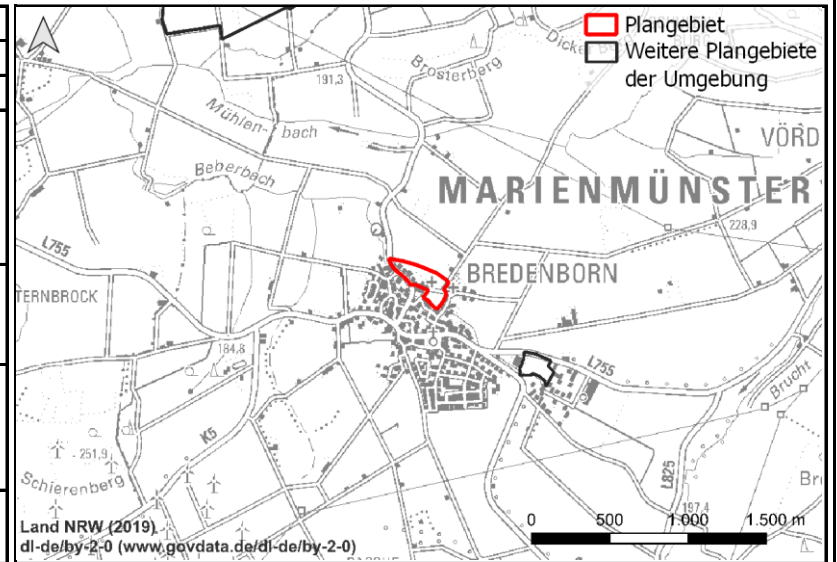 Plangebiet
Weitere Plangebiete
der Umgebung
191,3
Brosterberg
Mühlen-
bach
VÖRD
Beberbach
MARIENMÜNSTER
228,9
L755
BREDENBORN
TERNBROCK
184,8
L755
Brucht
K5
251,9
L825
Schierenberg
197,4
Land NRW (2019)
dl-de/by-2-0 (www.govdata.de/dl-de/by-2-0)
0 500 1.000 1.500 m